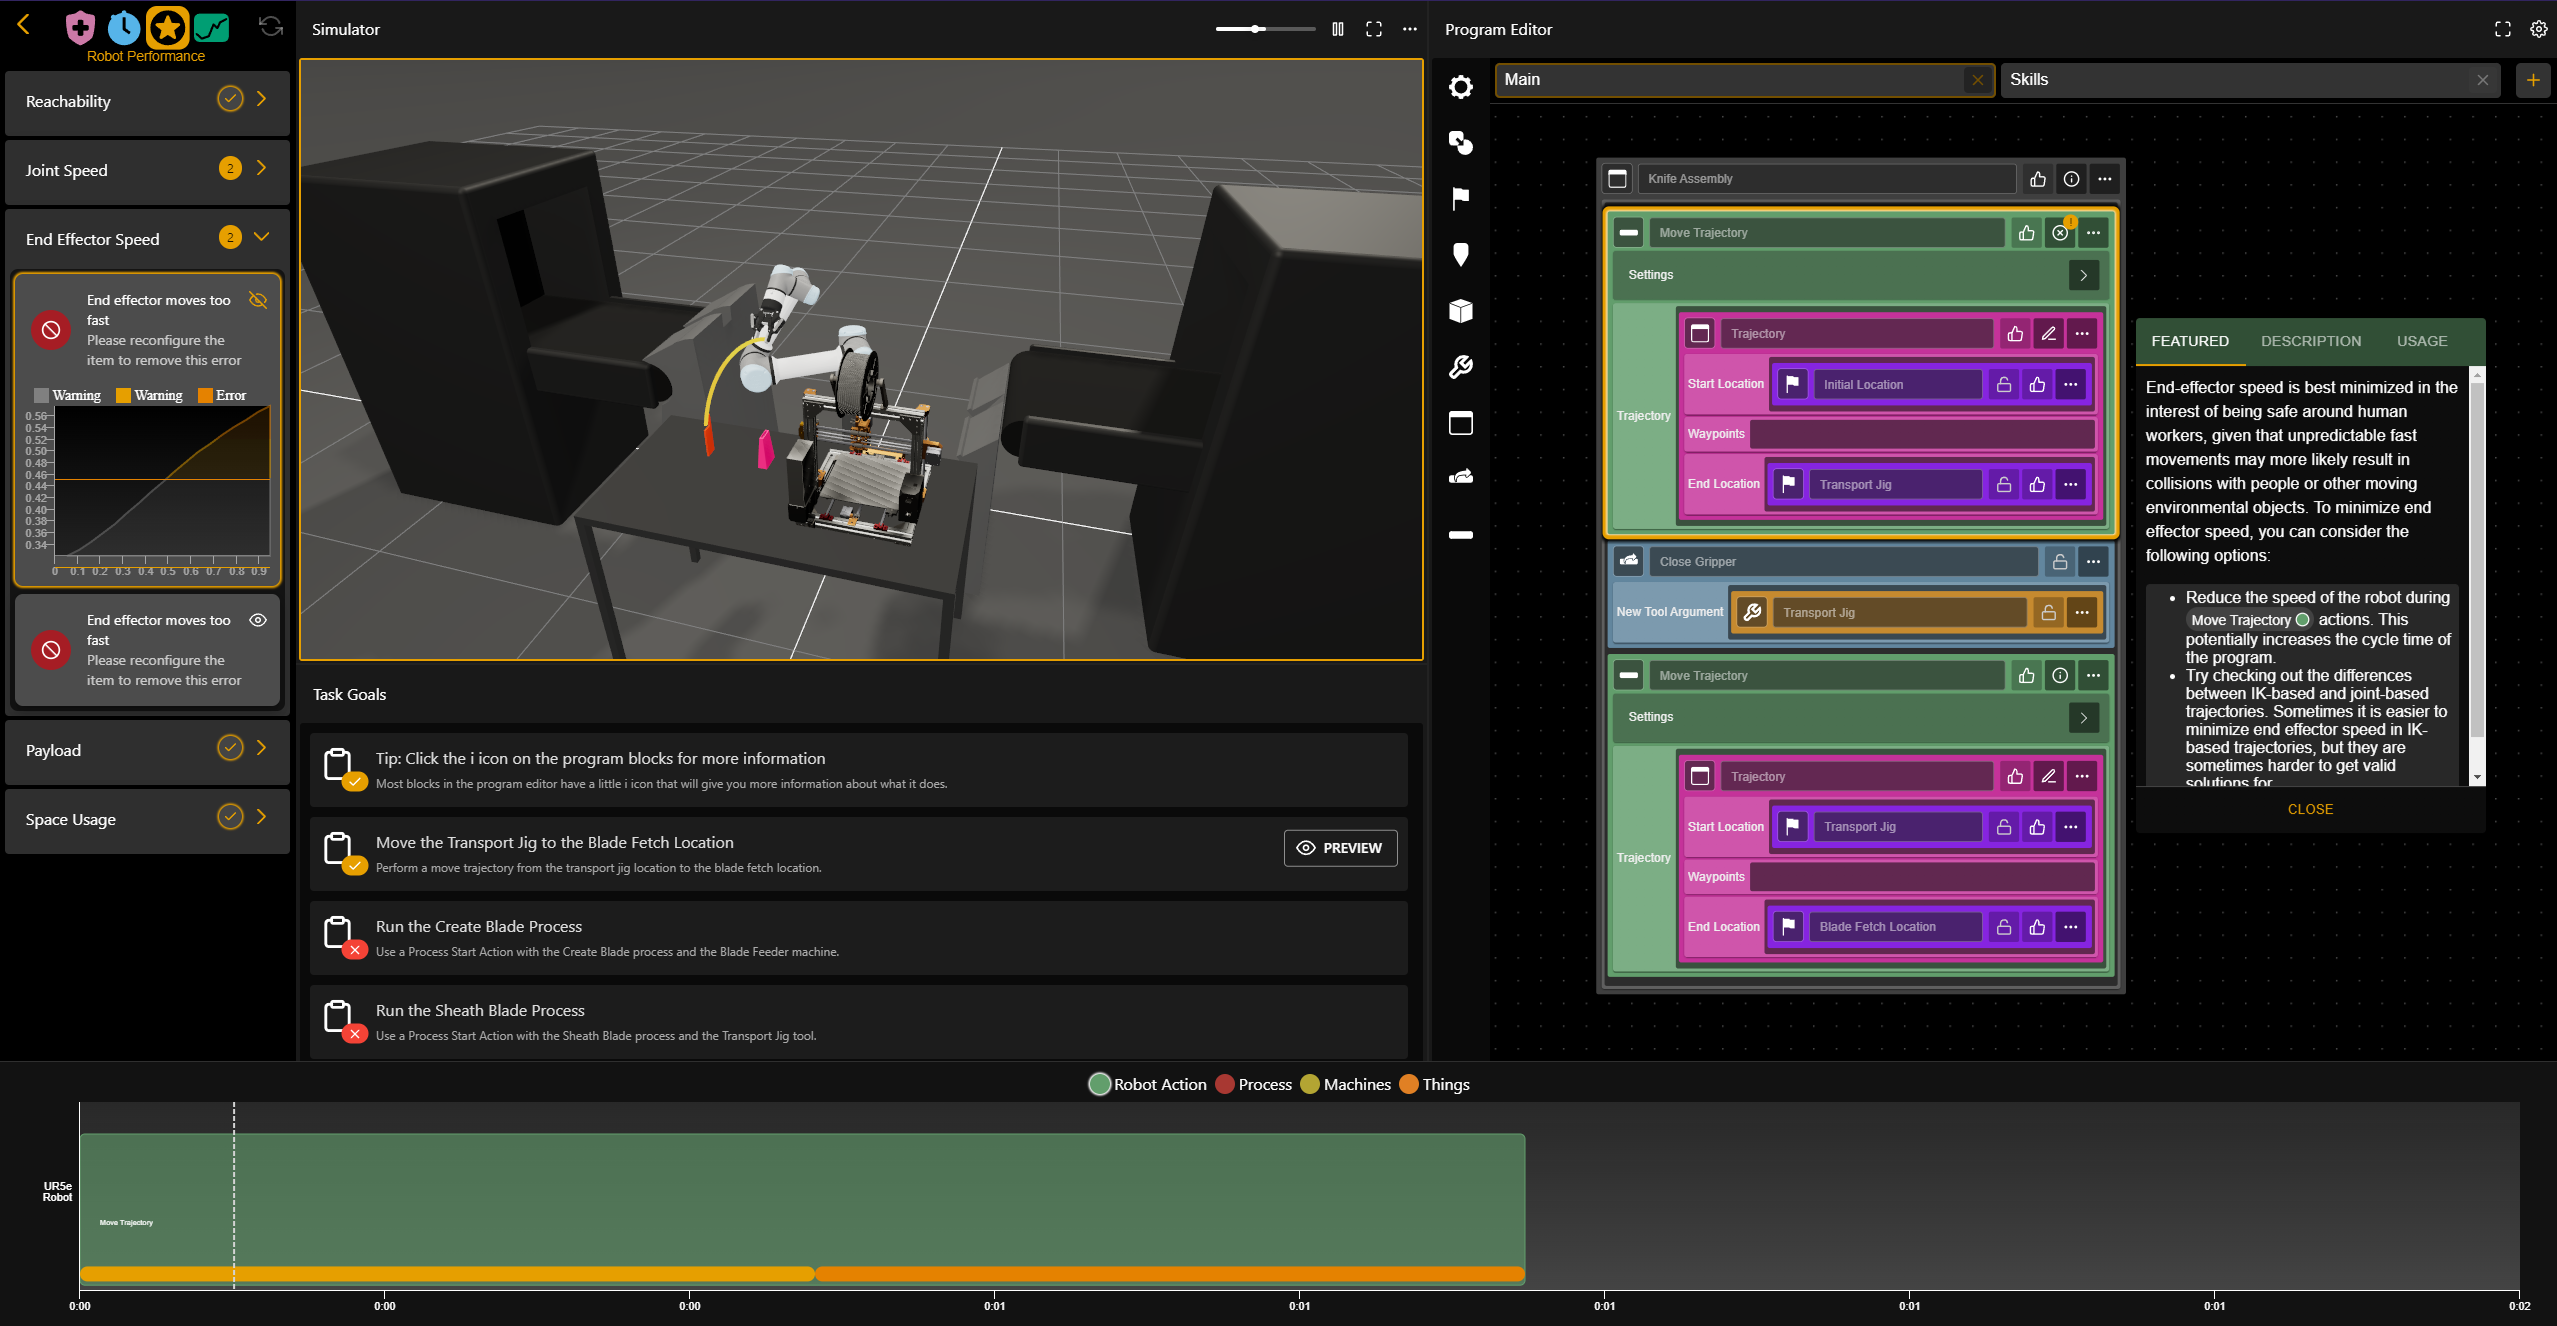 Robot Performance
Reachability
Joint Speed
2
End Effector Speed
2
End effector moves too
fast
Please reconfigure the
item to remove this error
Warning
Warning
Error
0.56
0.54
0.52
0.50
0.48
0.46
0.44
0.42
0.40
0.38
0.36
0.34
0 0.1 0.2 0.3 0.4 0.5 0.6 0.7 0.8 0.9
End effector moves too
fast
Please reconfigure the
item to remove this error
Payload
Space Usage
Simulator
Task Goals
Tip: Click the i icon on the program blocks for more information
Most blocks in the program editor have a little i icon that will give you more information about what it does.
Move the Transport Jig to the Blade Fetch Location
Perform a move trajectory from the transport jig location to the blade fetch location.
PREVIEW
Run the Create Blade Process
Use a Process Start Action with the Create Blade process and the Blade Feeder machine.
Run the Sheath Blade Process
Use a Process Start Action with the Sheath Blade process and the Transport Jig tool.
Program Editor
Main
Skills
Knife Assembly
Move Trajectory
Settings
Trajectory
Trajectory
Start Location
Initial Location
Waypoints
End Location
Transport Jig
Close Gripper
New Tool Argument
Transport Jig
Move Trajectory
Settings
Trajectory
Trajectory
Start Location
Transport Jig
Waypoints
End Location
Blade Fetch Location
FEATURED DESCRIPTION USAGE
End-effector speed is best minimized in the
interest of being safe around human
workers, given that unpredictable fast
movements may more likely result in
collisions with people or other moving
environmental objects. To minimize end
effector speed, you can consider the
following options:
• Reduce the speed of the robot during
Move Trajectory actions. This
potentially increases the cycle time of
the program.
• Try checking out the differences
between IK-based and joint-based
trajectories. Sometimes it is easier to
minimize end effector speed in IK-
based trajectories, but they are
sometimes harder to get valid
solutions for.
CLOSE
Robot Action
Process
Machines
Things
UR5e
Robot
Move Trajectory
0:00 0:00 0:00 0:01 0:01 0:01 0:01 0:01 0:02